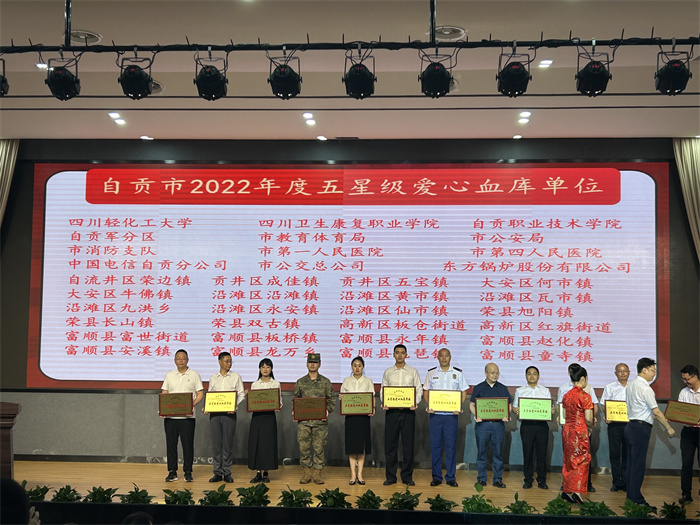 自贡市2022年度五星级爱心血库单位
四川轻化工大学 四川卫生康复职业学院 自贡职业技术学院
自贡军分区 市教育体育局 市公安局
市消防支队 市第一人民医院 市第四人民医院
中国电信自贡分公司 市公交总公司 东方锅炉股份有限公司
自流井区荣边镇 贡井区成佳镇 贡井区五宝镇 大安区何市镇
大安区牛佛镇 沿滩区沿滩镇 沿滩区黄市镇 沿滩区瓦市镇
沿滩区九洪乡 沿滩区永安镇 沿滩区仙市镇 荣县旭阳镇
荣县长山镇 荣县双古镇 高新区板仓街道 高新区红旗街道
富顺县富世街道 富顺县板桥镇 富顺县永年镇 富顺县赵化镇
富顺县安溪镇 富顺县龙万乡 富顺 琶镇 富顺县童寺镇